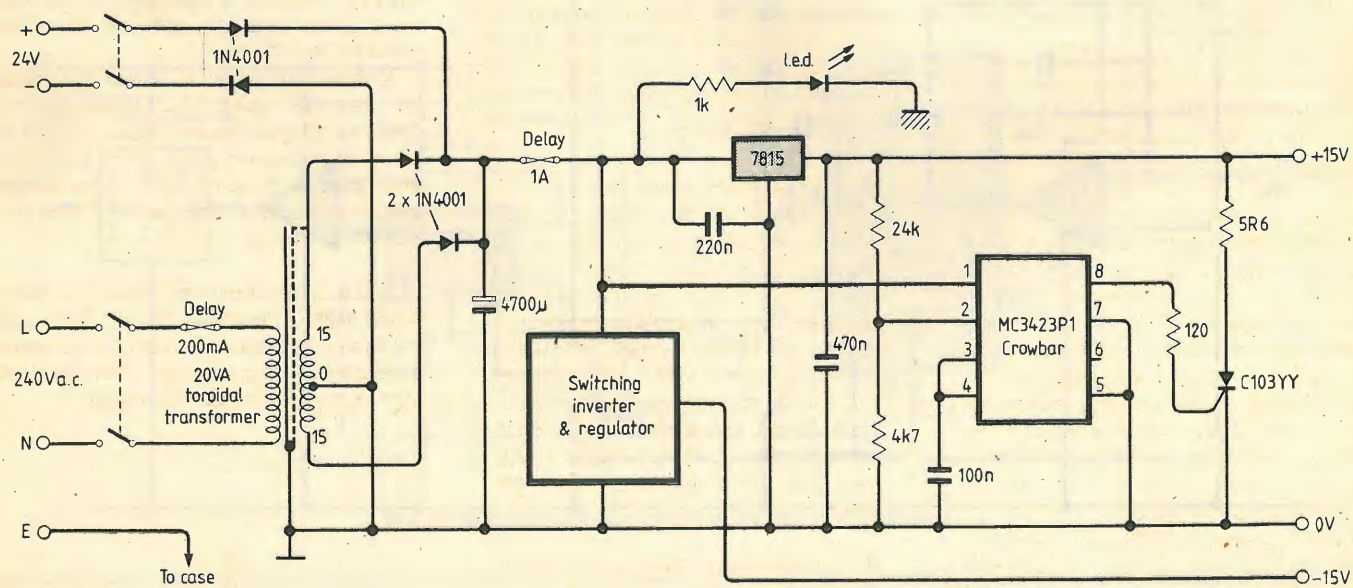 +
24V
−
1N4001
l.e.d.
1k
Delay
1A
7815
+15V
2 x 1N4001
220n
24k
5R6
4700µ
1
2
3
4
MC3423P1
Crowbar
8
7
6
5
120
C103YY
L
Delay
200mA
240V a.c.
20VA
toroidal
transformer
N
15
0
15
Switching
inverter
& regulator
470n
4k7
100n
E
To case
0V
−15V